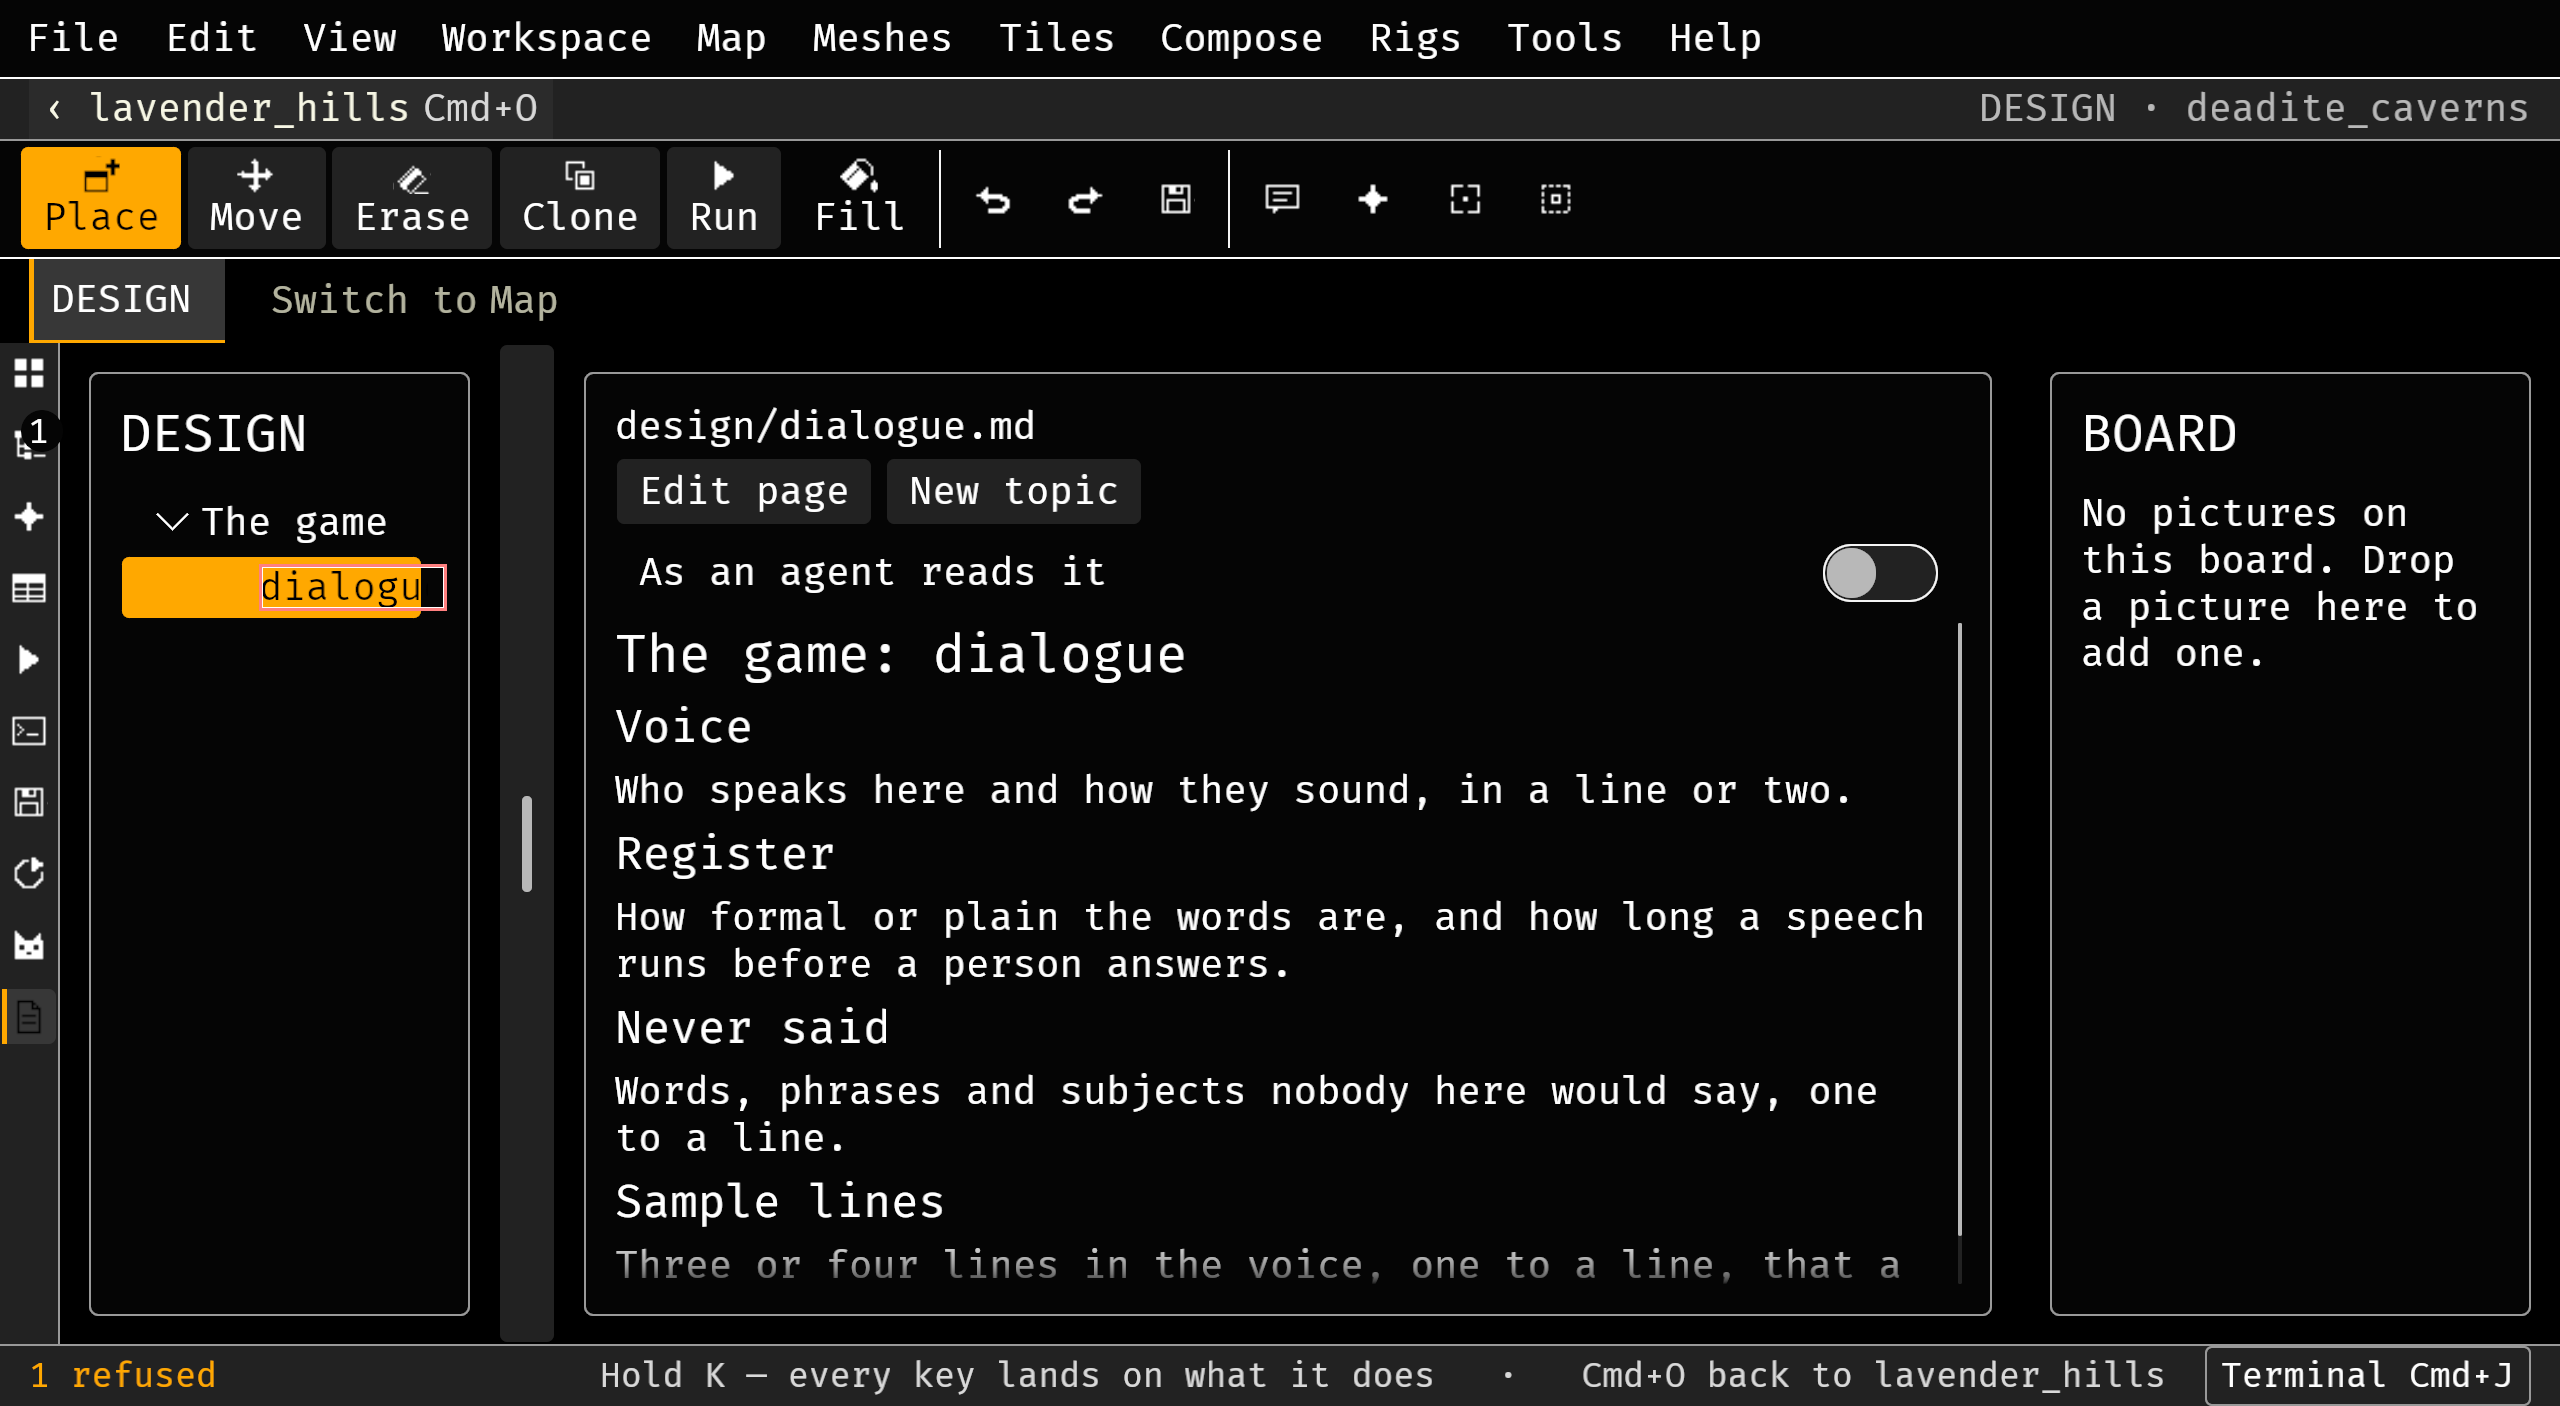 File Edit View Workspace Map Meshes Tiles Compose Rigs Tools Help
‹ lavender_hills Cmd+O DESIGN · deadite_caverns
Place Move Erase Clone Run Fill
DESIGN Switch to Map
1
DESIGN
The game
dialogu
design/dialogue.md
Edit page New topic
As an agent reads it
The game: dialogue
Voice
Who speaks here and how they sound, in a line or two.
Register
How formal or plain the words are, and how long a speech
runs before a person answers.
Never said
Words, phrases and subjects nobody here would say, one
to a line.
Sample lines
Three or four lines in the voice, one to a line, that a
BOARD
No pictures on
this board. Drop
a picture here to
add one.
1 refused Hold K — every key lands on what it does · Cmd+O back to lavender_hills Terminal Cmd+J